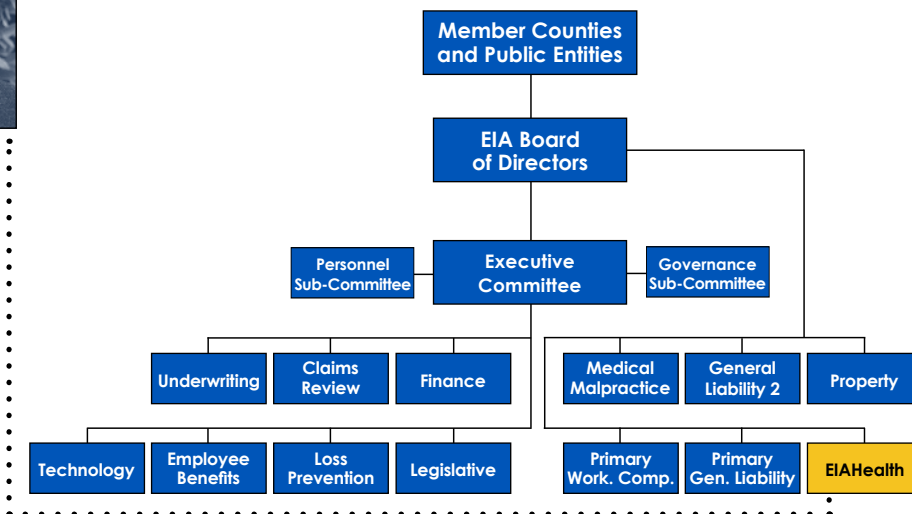 Member Counties
and Public Entities
EIA Board
of Directors
Personnel
Sub-Committee
Executive
Committee
Governance
Sub-Committee
Underwriting
Claims
Review
Finance
Medical
Malpractice
General
Liability 2
Property
Technology
Employee
Benefits
Loss
Prevention
Legislative
Primary
Work. Comp.
Primary
Gen. Liability
EIAHealth